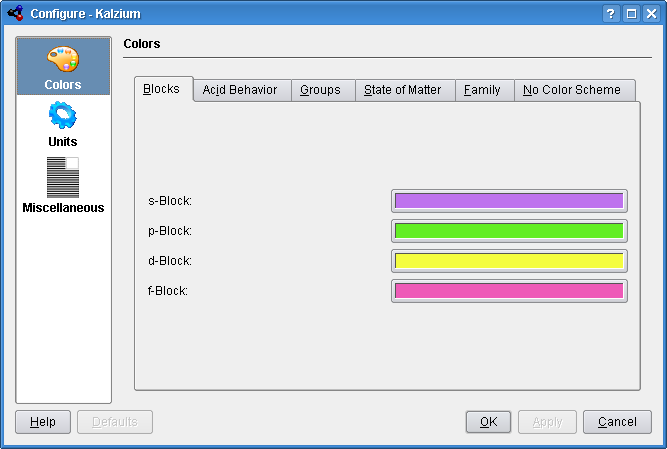 Configure - Kalzium
Colors
Units
Miscellaneous
Colors
Blocks Acid Behavior Groups State of Matter Family No Color Scheme
s-Block:
p-Block:
d-Block:
f-Block:
Help Defaults OK Apply Cancel